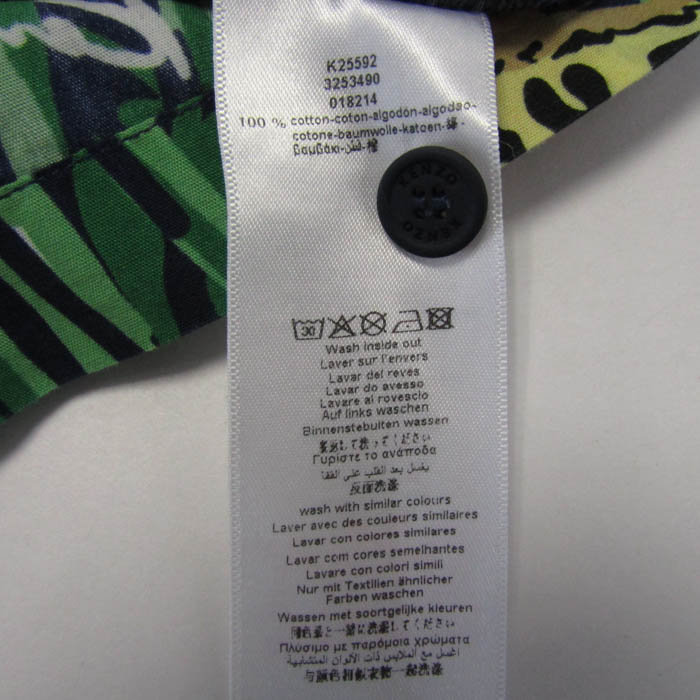 K25592
3253490
018214
100 % cotton-coton-algodón-algodao-
cotone-baumwolle-katoen-綿-
βαμβάκι-قطن-棉
KENZO
KENZO
30
Wash inside out
Laver sur l'envers
Lavar del reves
Lavar do avesso
Lavare al rovescio
Auf links waschen
Binnenstebuiten wassen
裏返して洗ってください
Γυρίστε το ανάποδα
يغسل بعد القلب على القفا
反面洗滌
wash with similar colours
Laver avec des couleurs similaires
Lavar con colores similares
Lavar com cores semelhantes
Lavare con colori simili
Nur mit Textilien ähnlicher
Farben waschen
Wassen met soortgelijke kleuren
同色系と一緒に洗濯してください
Πλύσιμο με παρόμοια χρώματα
اغسل مع الملابس ذات الألوان المتشابهة
与颜色相似衣物一起洗涤